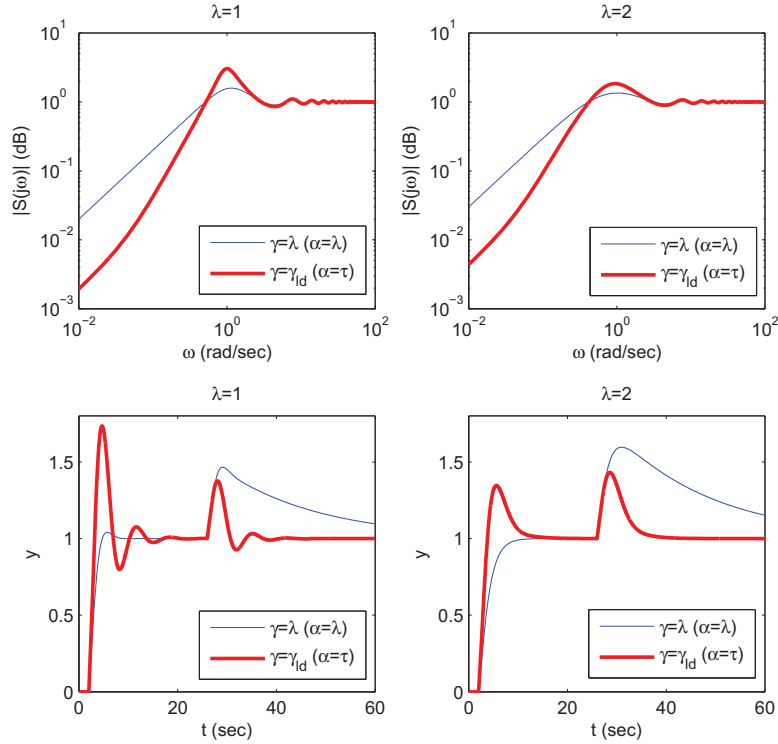 λ=1
|S(jω)| (dB)
10^1
10^0
10^-1
10^-2
10^-3
γ=λ (α=λ)
γ=γ_ld (α=τ)
10^-2
10^0
10^2
ω (rad/sec)
λ=2
|S(jω)| (dB)
10^1
10^0
10^-1
10^-2
10^-3
γ=λ (α=λ)
γ=γ_ld (α=τ)
10^-2
10^0
10^2
ω (rad/sec)
λ=1
y
1.5
1
0.5
0
γ=λ (α=λ)
γ=γ_ld (α=τ)
0
20
40
60
t (sec)
λ=2
y
1.5
1
0.5
0
γ=λ (α=λ)
γ=γ_ld (α=τ)
0
20
40
60
t (sec)